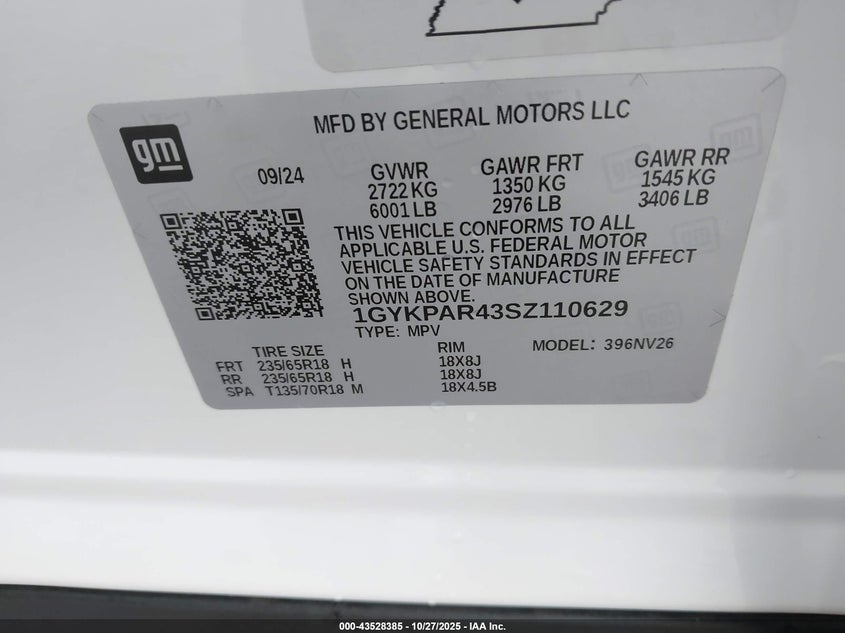 MFD BY GENERAL MOTORS LLC
gm
09/24
GVWR
2722 KG
6001 LB
GAWR FRT
1350 KG
2976 LB
GAWR RR
1545 KG
3406 LB
THIS VEHICLE CONFORMS TO ALL
APPLICABLE U.S. FEDERAL MOTOR
VEHICLE SAFETY STANDARDS IN EFFECT
ON THE DATE OF MANUFACTURE
SHOWN ABOVE.
1GYKPAR43SZ110629
TYPE: MPV
TIRE SIZE RIM MODEL: 396NV26
FRT 235/65R18 H 18X8J
RR 235/65R18 H 18X8J
SPA T135/70R18 M 18X4.5B
000-43528385 | 10/27/2025 - IAA Inc.